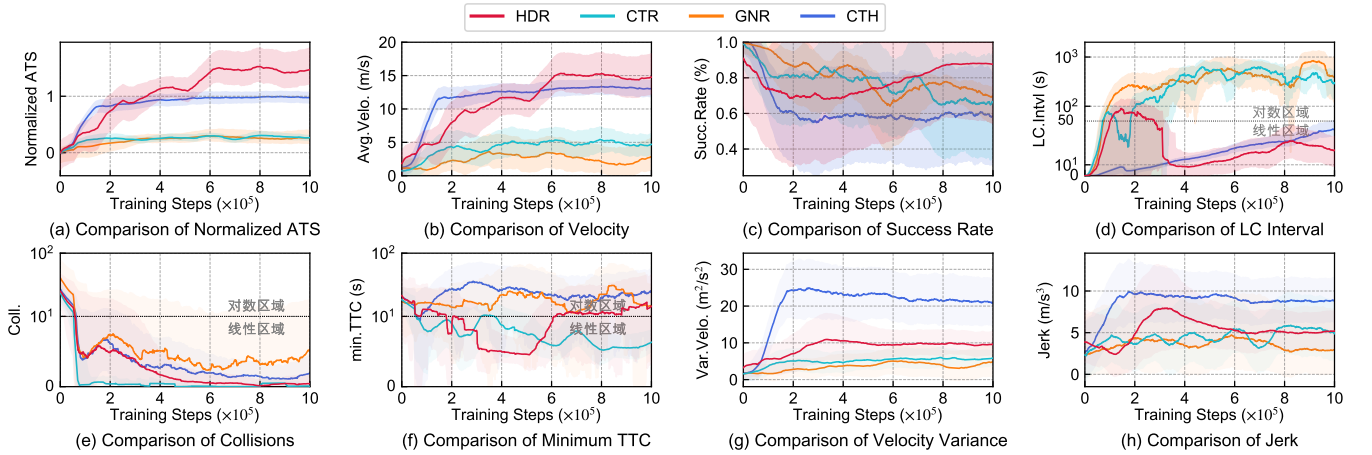 HDR CTR GNR CTH
Normalized ATS
1
0
0 2 4 6 8 10
Training Steps (×10⁵)
(a) Comparison of Normalized ATS
Avg.Velo. (m/s)
20
15
10
5
0
0 2 4 6 8 10
Training Steps (×10⁵)
(b) Comparison of Velocity
Succ.Rate (%)
1.0
0.8
0.6
0.4
0 2 4 6 8 10
Training Steps (×10⁵)
(c) Comparison of Success Rate
LC.Intvl (s)
10³
10²
50
10¹
0
对数区域
线性区域
0 2 4 6 8 10
Training Steps (×10⁵)
(d) Comparison of LC Interval
Coll.
10²
10¹
0
对数区域
线性区域
0 2 4 6 8 10
Training Steps (×10⁵)
(e) Comparison of Collisions
min.TTC (s)
10²
10¹
0
对数区域
线性区域
0 2 4 6 8 10
Training Steps (×10⁵)
(f) Comparison of Minimum TTC
Var.Velo. (m²/s²)
30
20
10
0
0 2 4 6 8 10
Training Steps (×10⁵)
(g) Comparison of Velocity Variance
Jerk (m/s³)
10
5
0
0 2 4 6 8 10
Training Steps (×10⁵)
(h) Comparison of Jerk